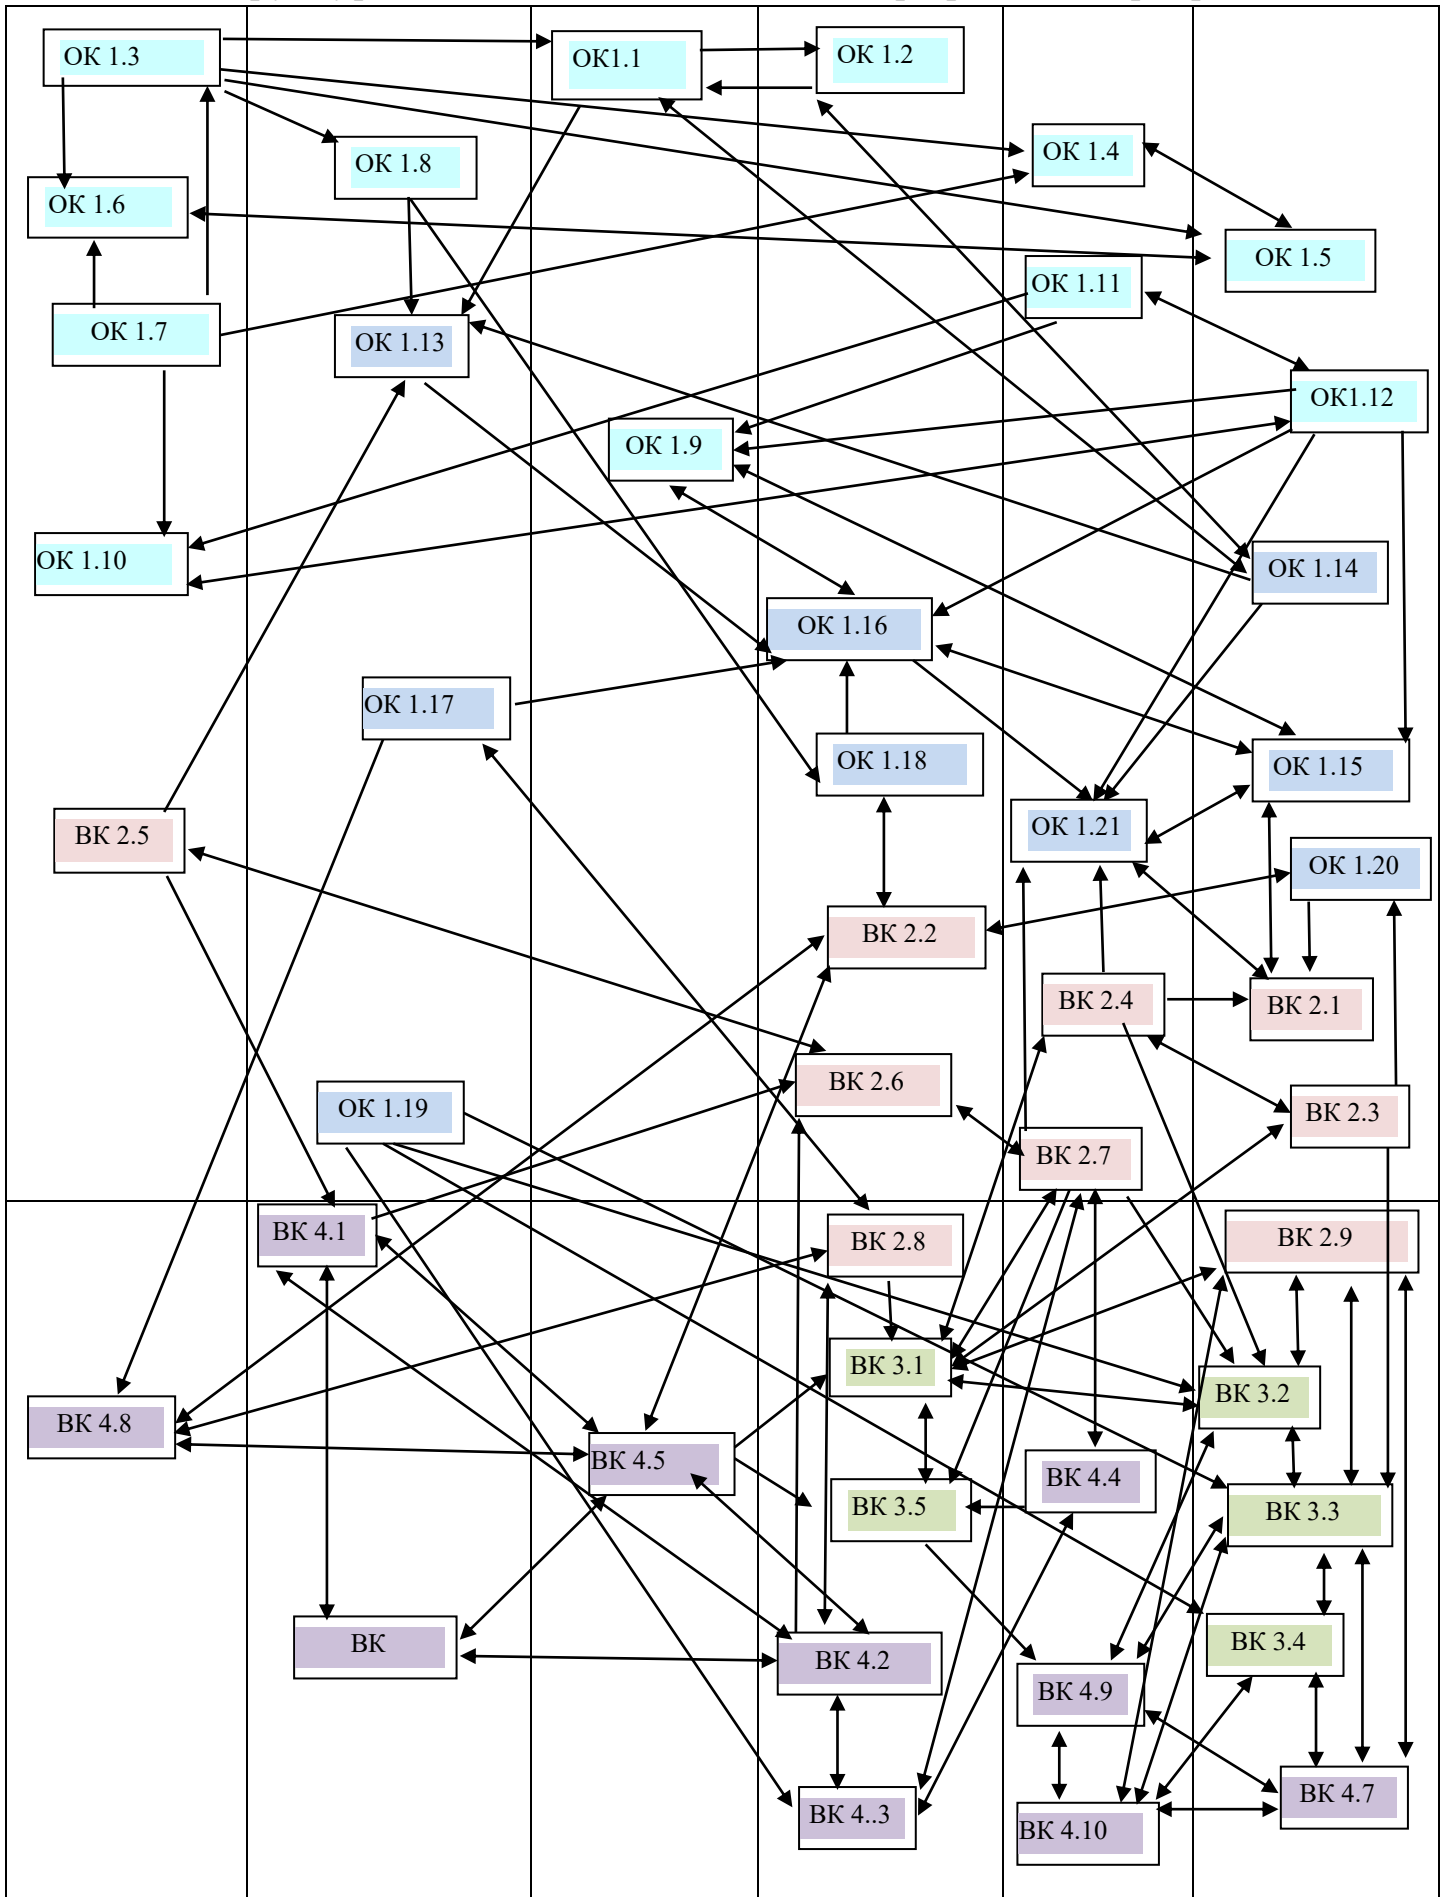 ОК 1.3
ОК1.1
ОК 1.2
ОК 1.4
ОК 1.8
ОК 1.6
ОК 1.5
ОК 1.11
ОК 1.7
ОК 1.13
ОК1.12
ОК 1.9
ОК 1.10
ОК 1.14
ОК 1.16
ОК 1.17
ОК 1.18
ОК 1.15
ОК 1.21
ВК 2.5
ОК 1.20
ВК 2.2
ВК 2.4
ВК 2.1
ВК 2.6
ОК 1.19
ВК 2.3
ВК 2.7
ВК 4.1
ВК 2.8
ВК 2.9
ВК 3.1
ВК 3.2
ВК 4.8
ВК 4.5
ВК 4.4
ВК 3.5
ВК 3.3
ВК
ВК 3.4
ВК 4.2
ВК 4.9
ВК 4.7
ВК 4..3
ВК 4.10